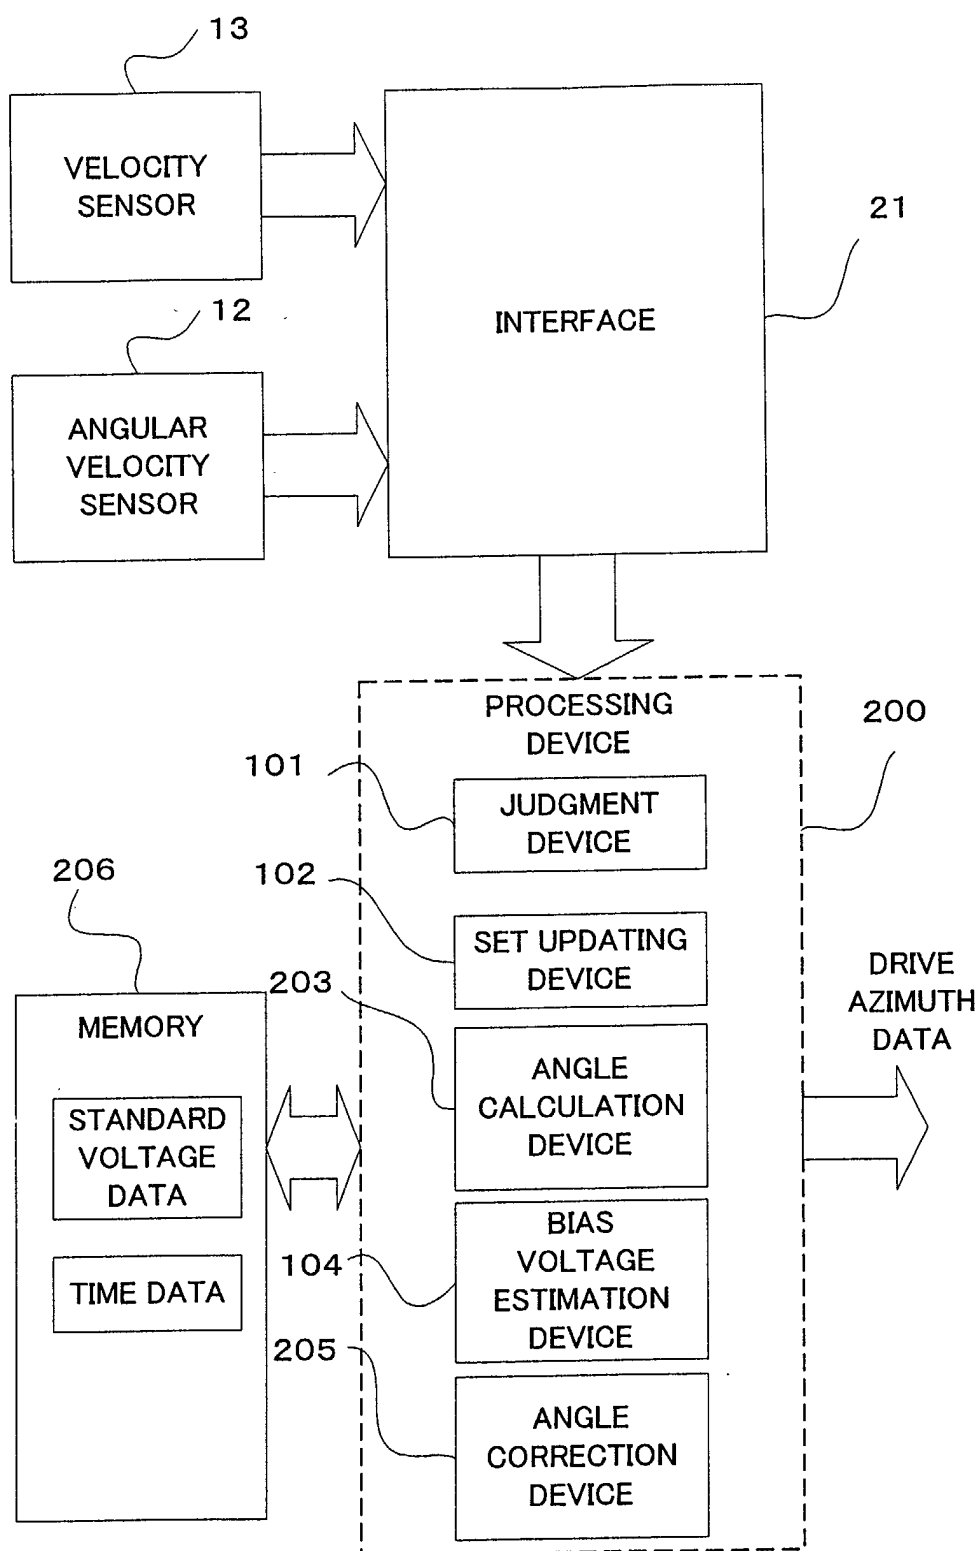 13
VELOCITY
SENSOR
21
INTERFACE
12
ANGULAR
VELOCITY
SENSOR
PROCESSING
DEVICE
200
101
JUDGMENT
DEVICE
206
102
SET UPDATING
DEVICE
DRIVE
AZIMUTH
DATA
203
MEMORY
ANGLE
CALCULATION
DEVICE
STANDARD
VOLTAGE
DATA
BIAS
VOLTAGE
ESTIMATION
DEVICE
104
TIME DATA
205
ANGLE
CORRECTION
DEVICE